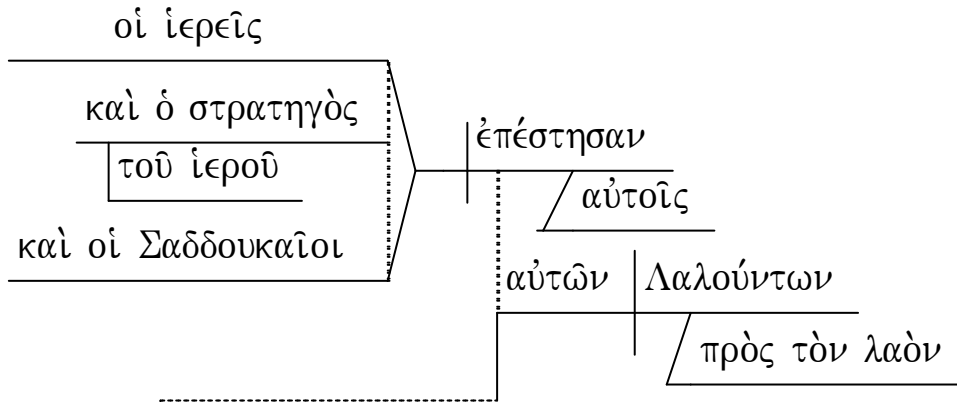 οἱ ἱερεῖς
καὶ ὁ στρατηγὸς
τοῦ ἱεροῦ
καὶ οἱ Σαδδουκαῖοι
ἐπέστησαν
αὐτοῖς
αὐτῶν Λαλούντων
πρὸς τὸν λαὸν